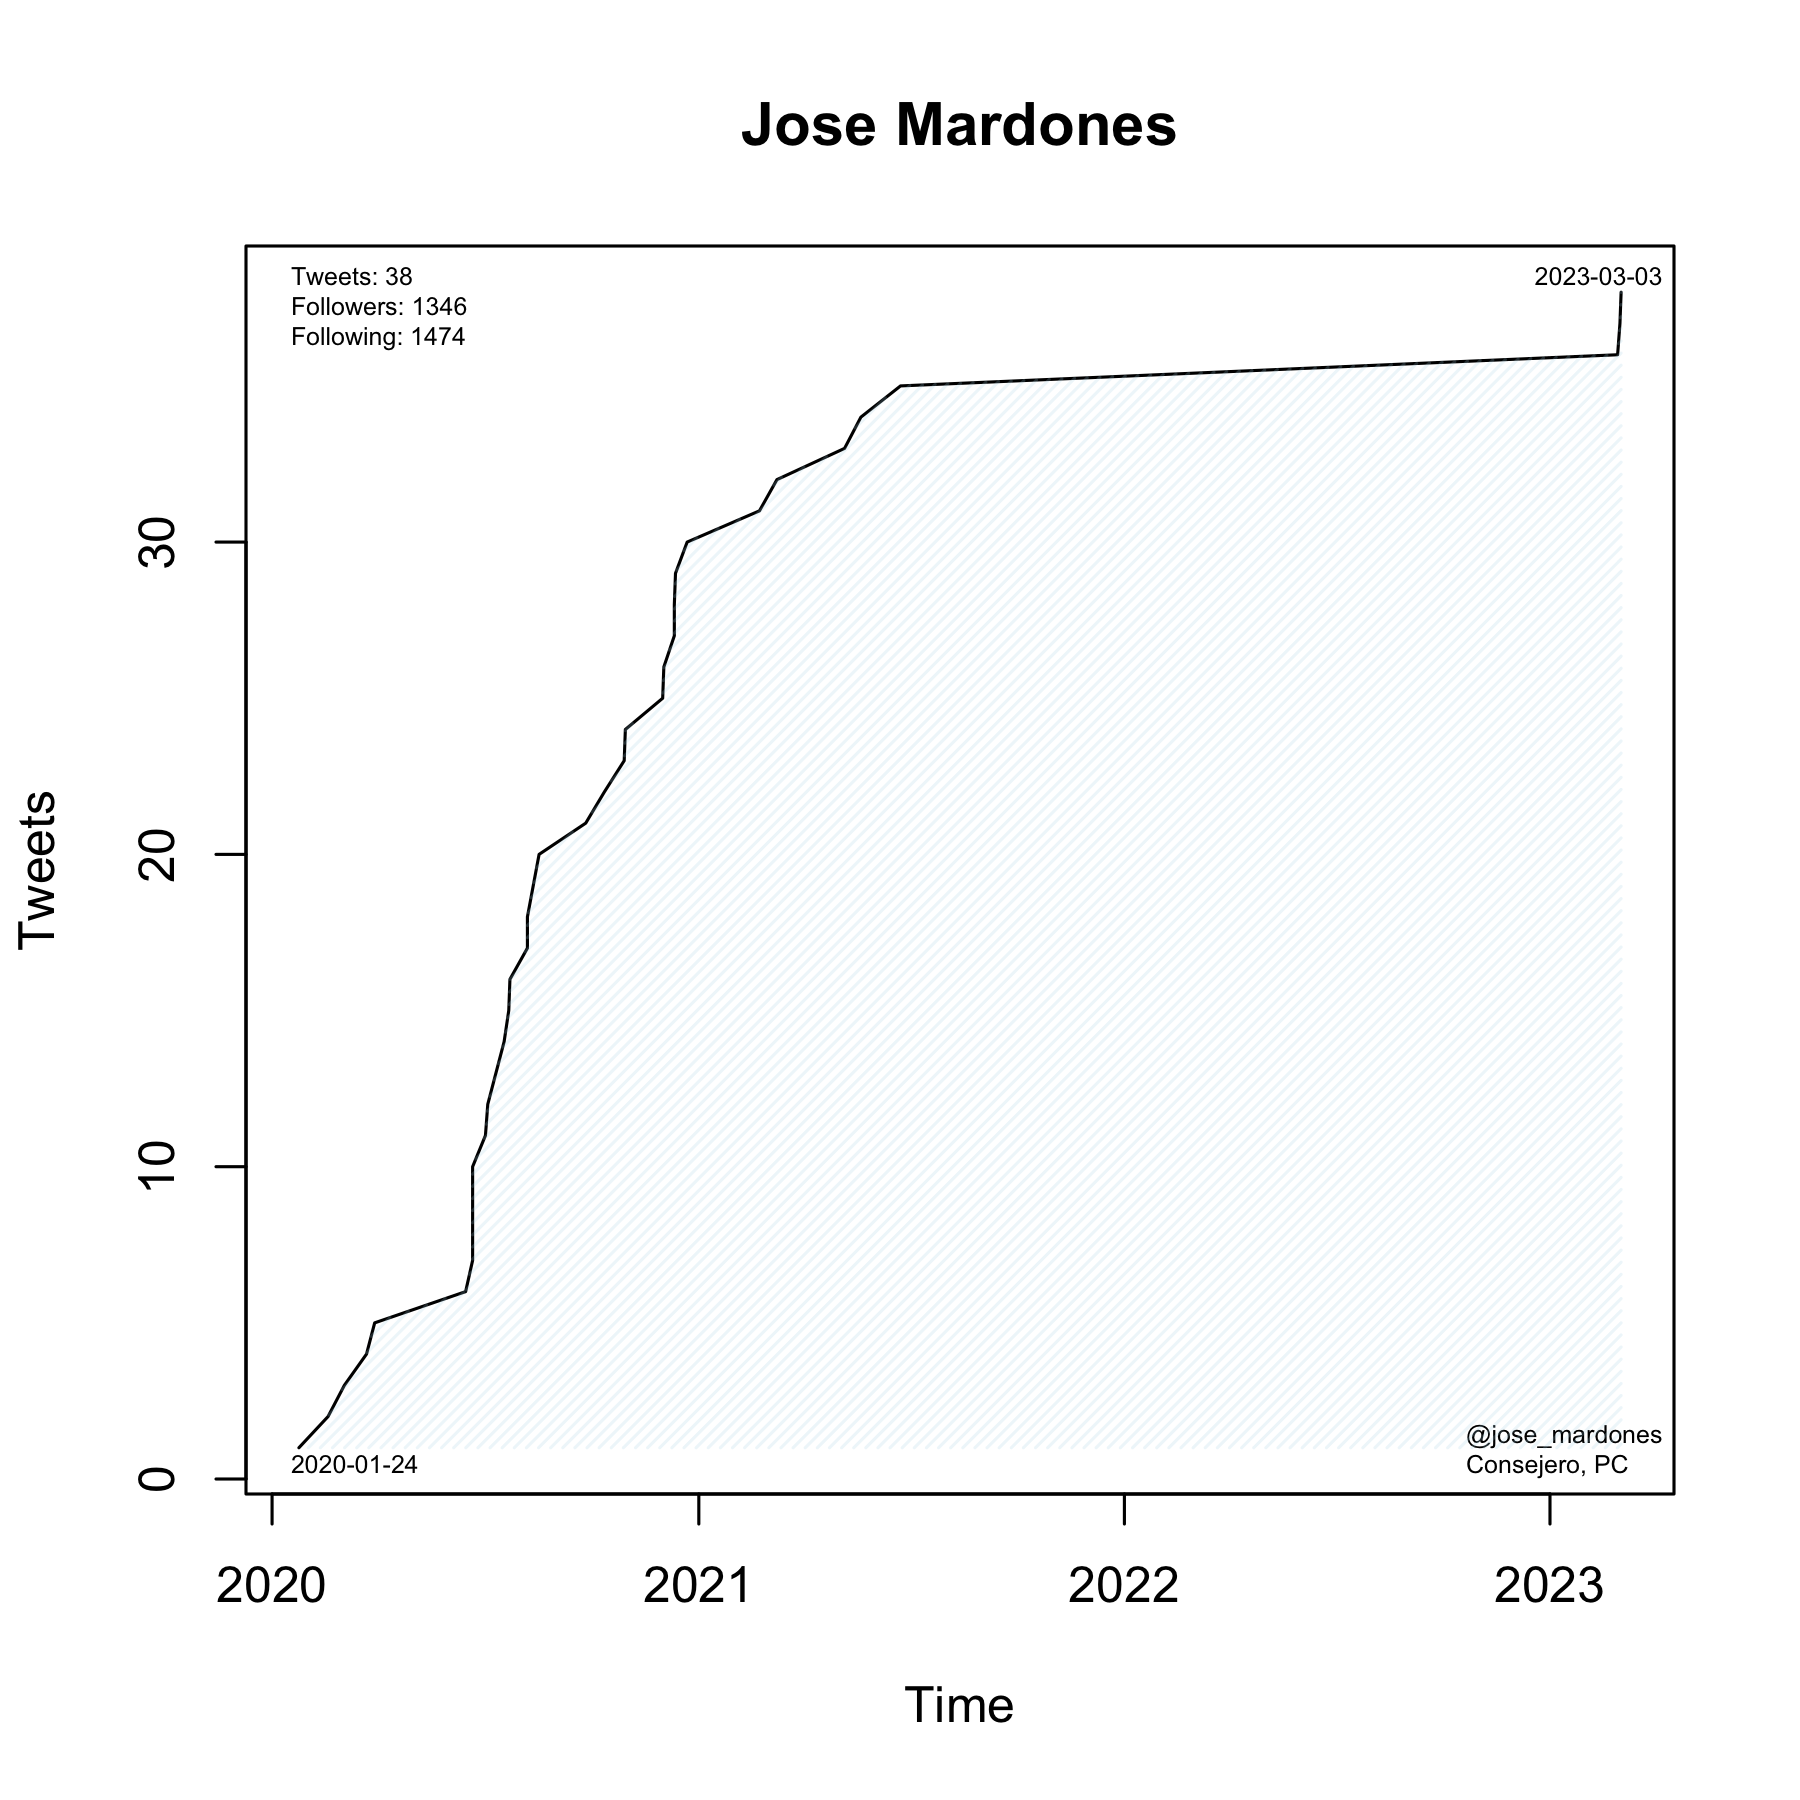 Jose Mardones
Tweets: 38
Followers: 1346
Following: 1474
2023-03-03
Tweets
30
20
10
0
2020-01-24
@jose_mardones
Consejero, PC
2020
2021
2022
2023
Time